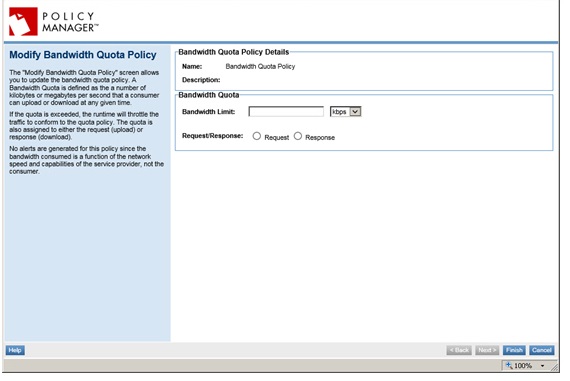 POLICY
MANAGER™
Modify Bandwidth Quota Policy
The "Modify Bandwidth Quota Policy" screen allows
you to update the bandwidth quota policy. A
Bandwidth Quota is defined as the a number of
kilobytes or megabytes per second that a consumer
can upload or download at any given time.
If the quota is exceeded, the runtime will throttle the
traffic to conform to the quota policy. The quota is
also assigned to either the request (upload) or
response (download).
No alerts are generated for this policy since the
bandwidth consumed is a function of the network
speed and capabilities of the service provider, not the
consumer.
Bandwidth Quota Policy Details
Name: Bandwidth Quota Policy
Description:
Bandwidth Quota
Bandwidth Limit: kbps
Request/Response: Request Response
Help
< Back Next > Finish Cancel
100%